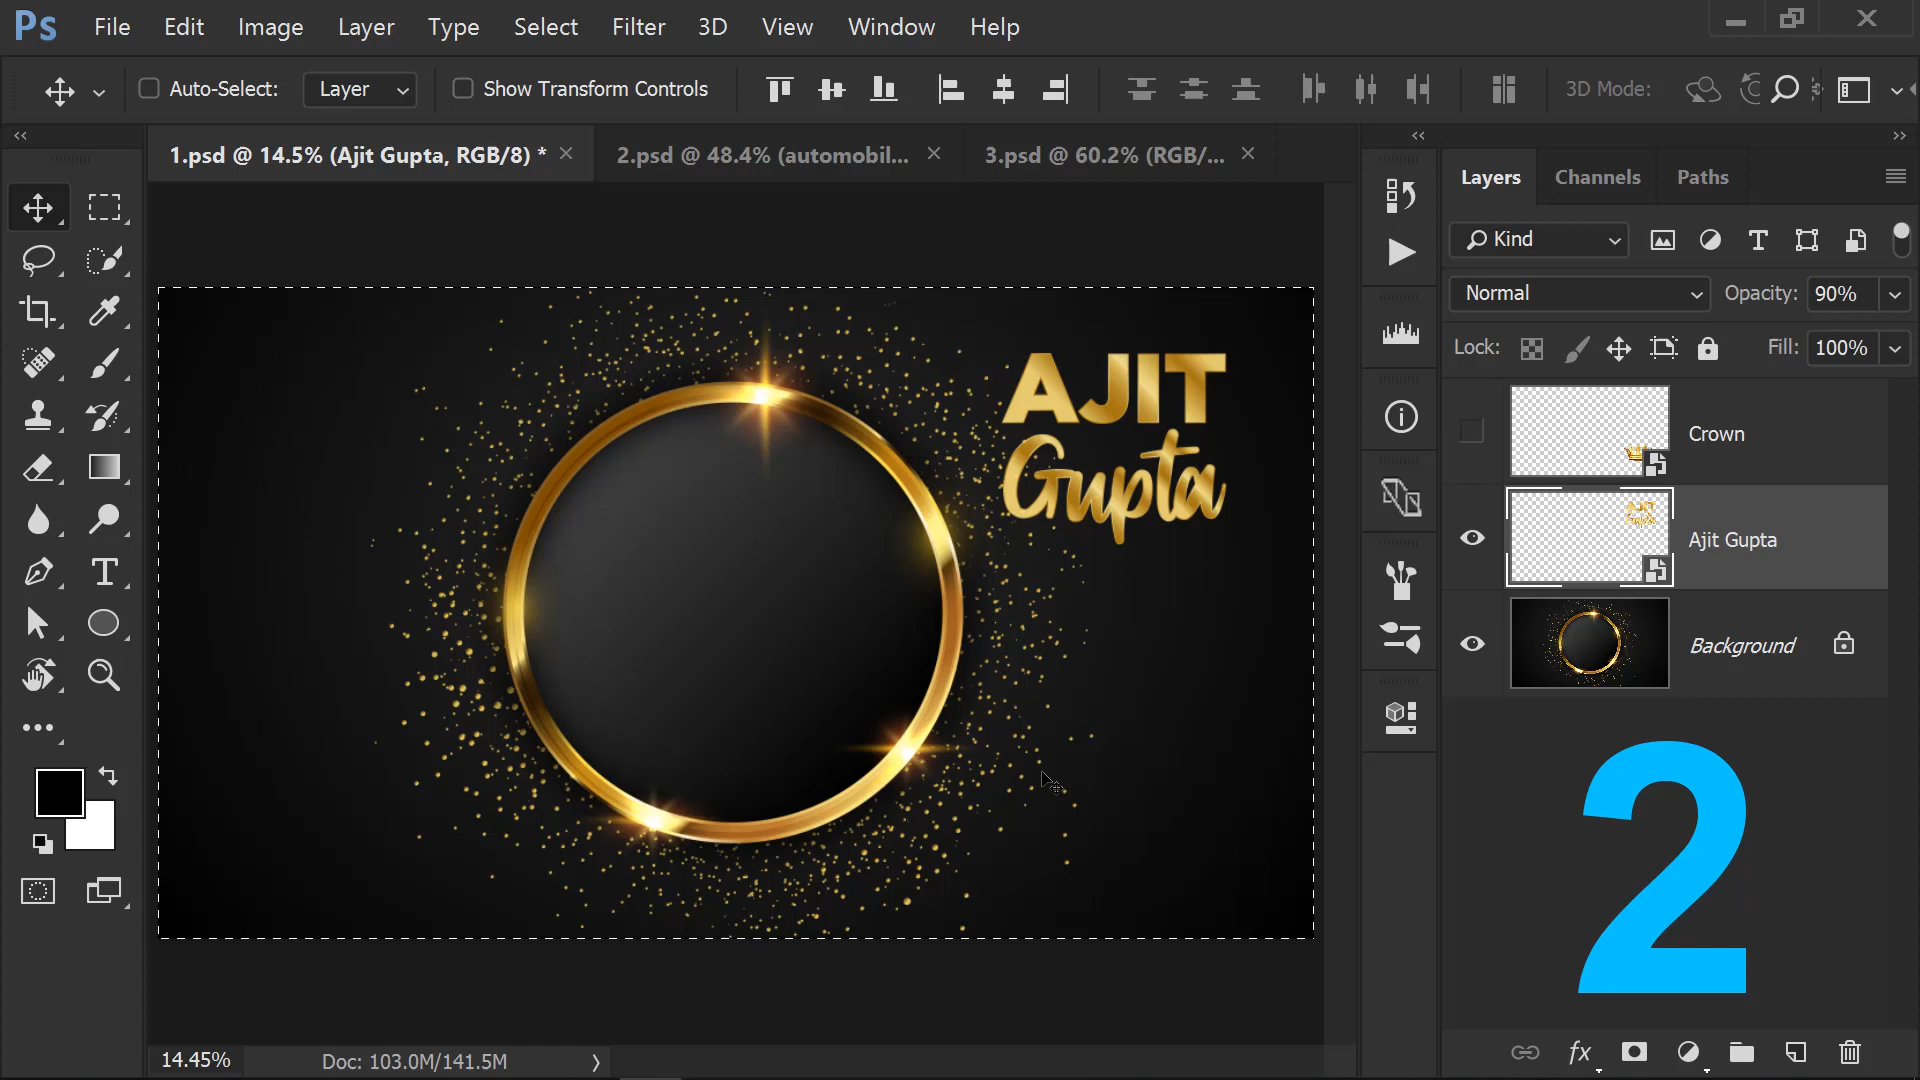 Ps File Edit Image Layer Type Select Filter 3D View Window Help
Auto-Select: Layer Show Transform Controls 3D Mode:
1.psd @ 14.5% (Ajit Gupta, RGB/8) * 2.psd @ 48.4% (automobil... 3.psd @ 60.2% (RGB/...
Layers Channels Paths
Kind
Normal Opacity: 90%
Lock: Fill: 100%
AJIT
Gupta
Crown
Ajit Gupta
Background
2
14.45% Doc: 103.0M/141.5M
fx